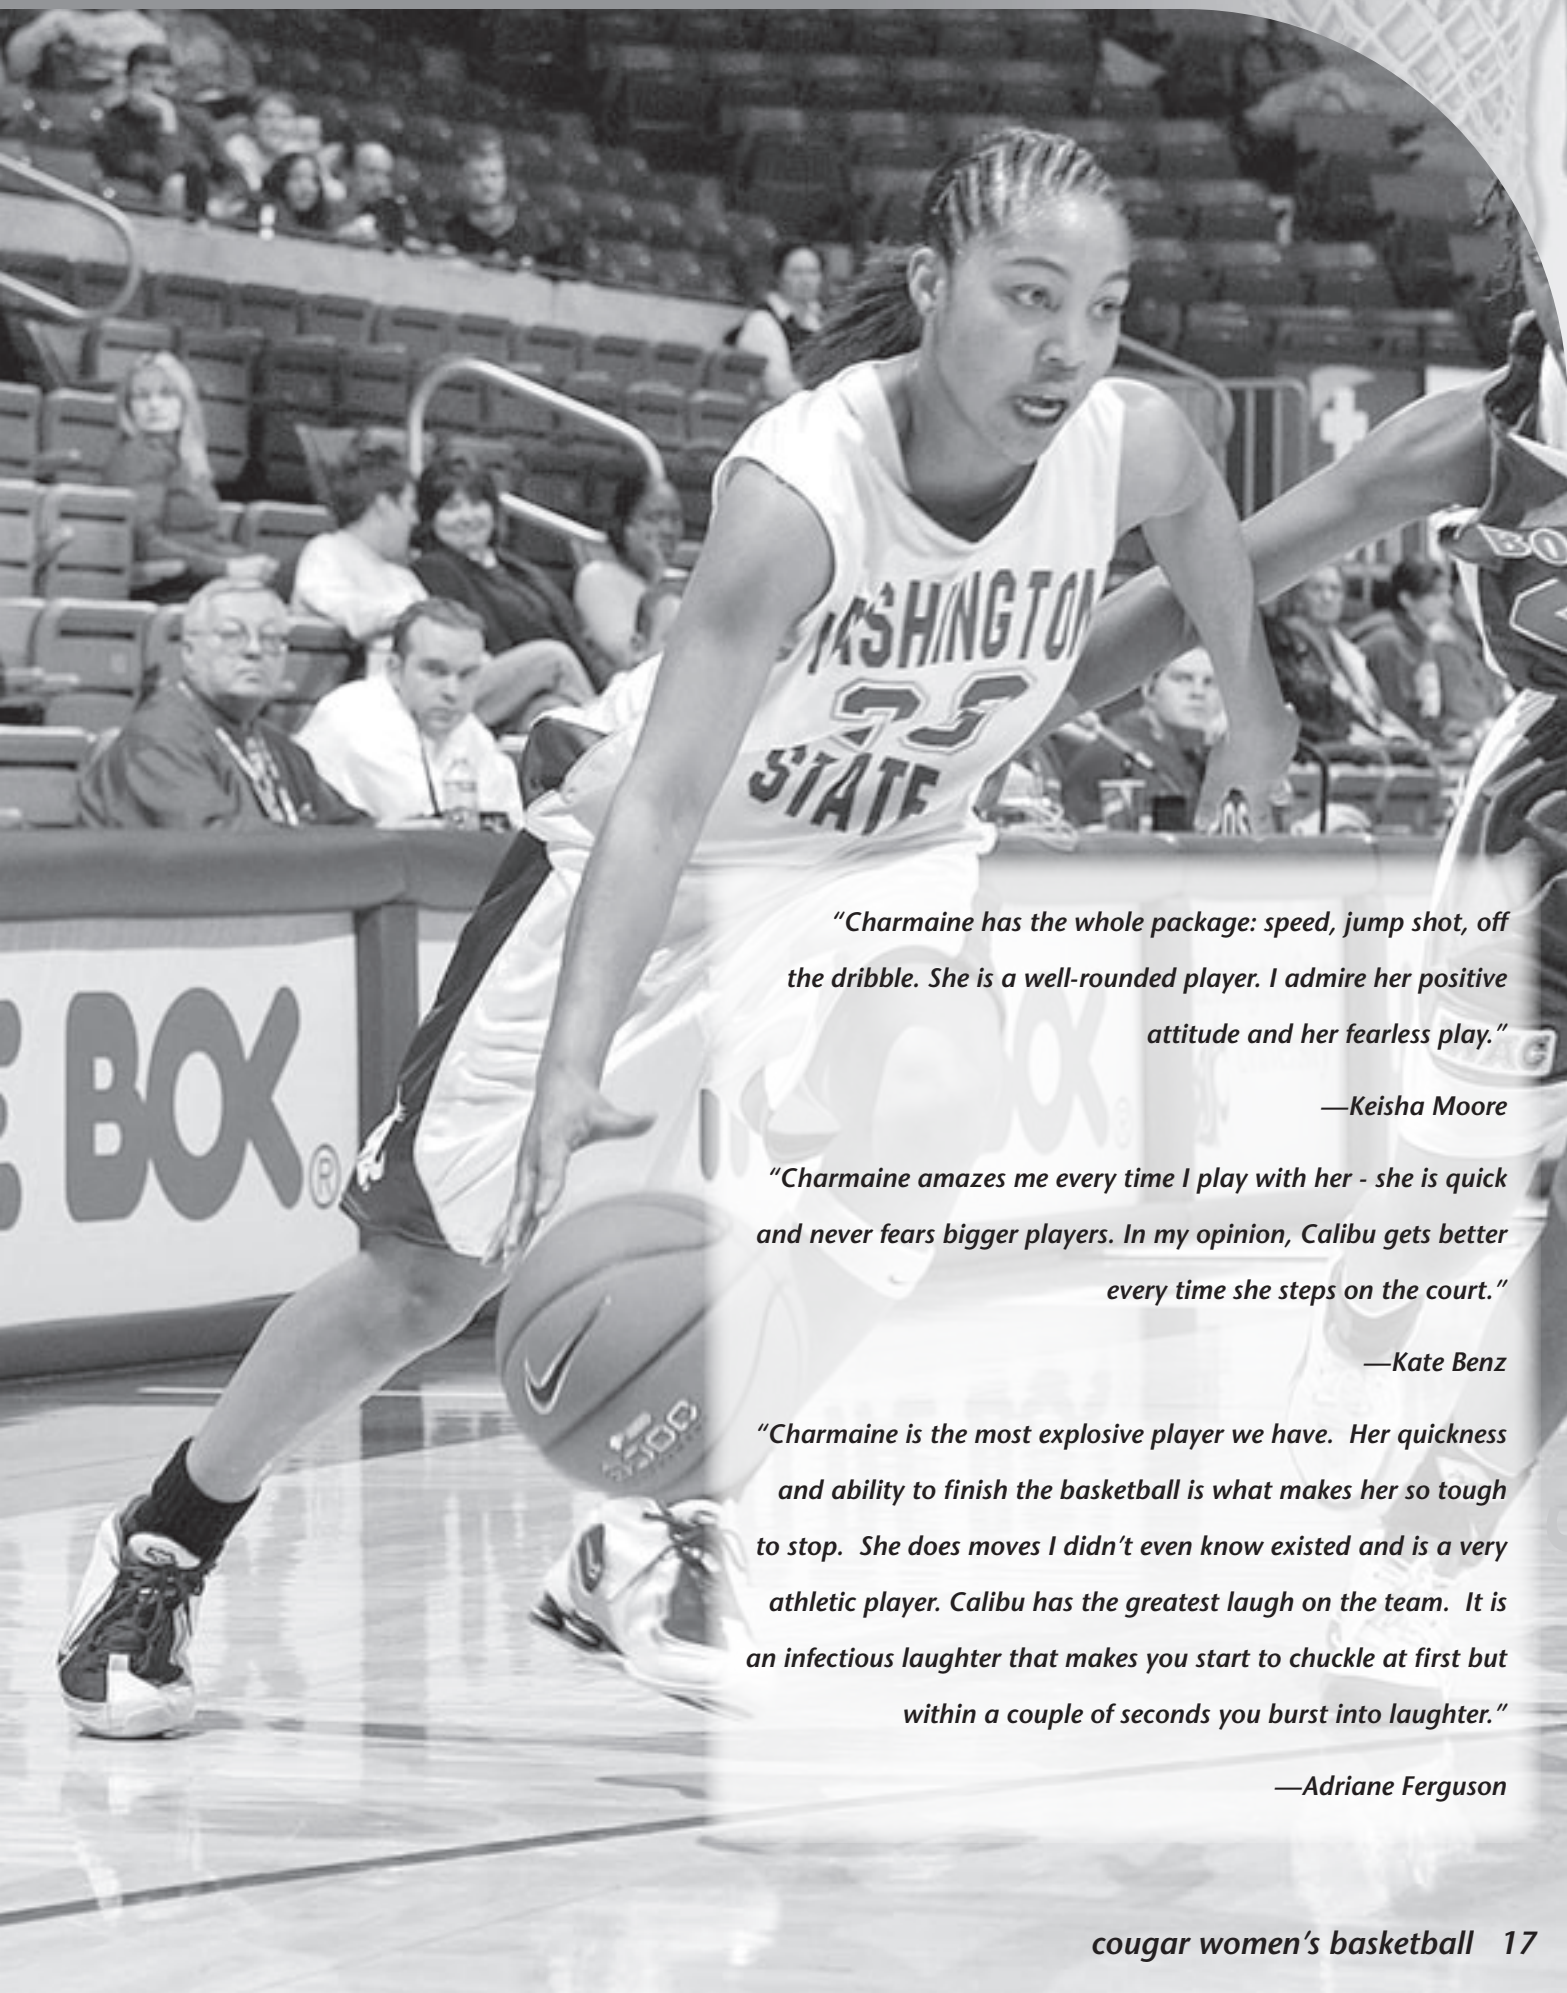 WASHINGTON
STATE
BO
E BOX®
“Charmaine has the whole package: speed, jump shot, off
the dribble. She is a well-rounded player. I admire her positive
attitude and her fearless play.”
—Keisha Moore
“Charmaine amazes me every time I play with her - she is quick
and never fears bigger players. In my opinion, Calibu gets better
every time she steps on the court.”
—Kate Benz
“Charmaine is the most explosive player we have.  Her quickness
and ability to finish the basketball is what makes her so tough
to stop.  She does moves I didn’t even know existed and is a very
athletic player. Calibu has the greatest laugh on the team.  It is
an infectious laughter that makes you start to chuckle at first but
within a couple of seconds you burst into laughter.”
—Adriane Ferguson
cougar women’s basketball 17